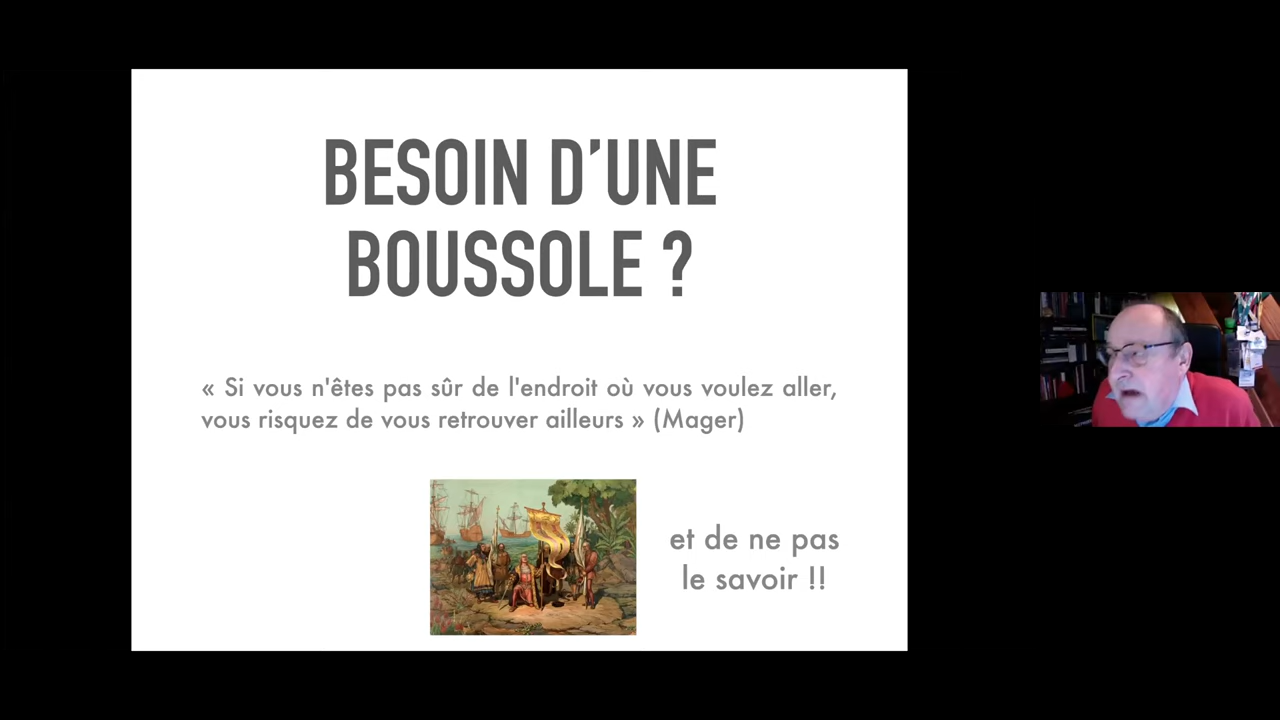 BESOIN D’UNE
BOUSSOLE ?
« Si vous n'êtes pas sûr de l'endroit où vous voulez aller,
vous risquez de vous retrouver ailleurs » (Mager)
et de ne pas
le savoir !!